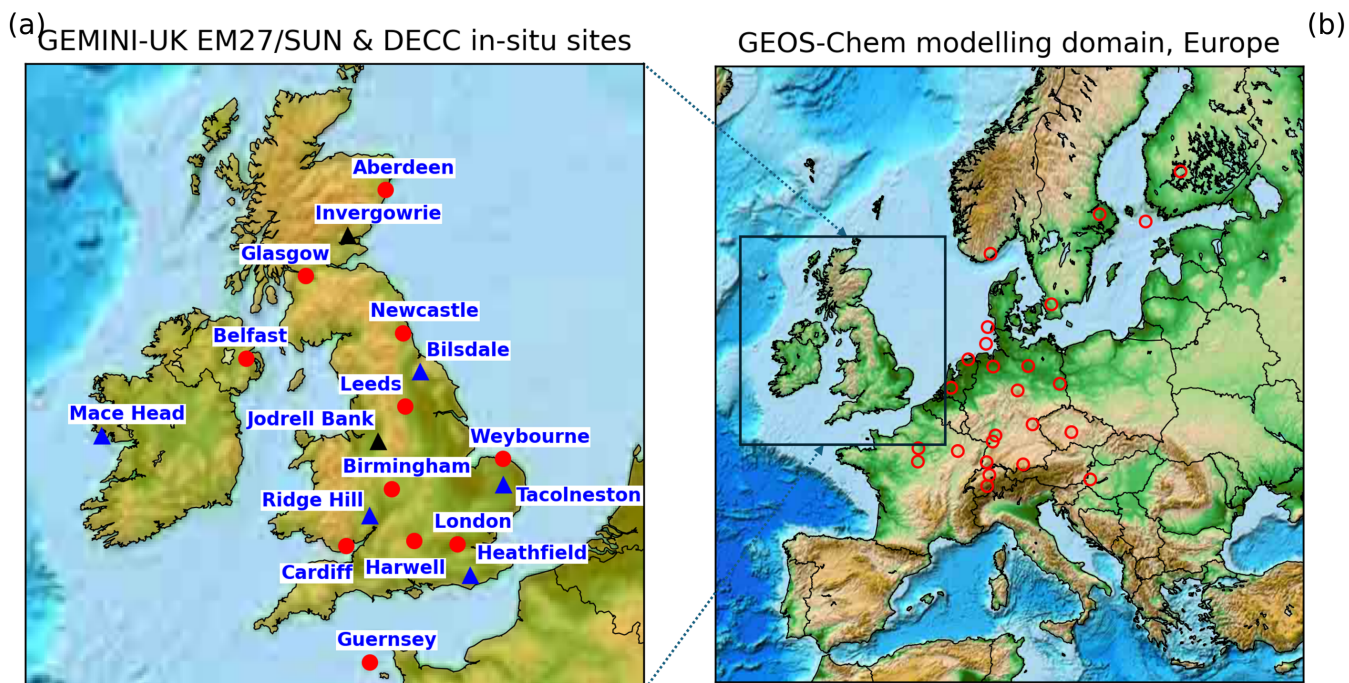 (a)
GEMINI-UK EM27/SUN & DECC in-situ sites
Aberdeen
Invergowrie
Glasgow
Newcastle
Belfast
Bilsdale
Leeds
Mace Head
Jodrell Bank
Weybourne
Birmingham
Ridge Hill
Tacolneston
London
Heathfield
Harwell
Cardiff
Guernsey
(b)
GEOS-Chem modelling domain, Europe